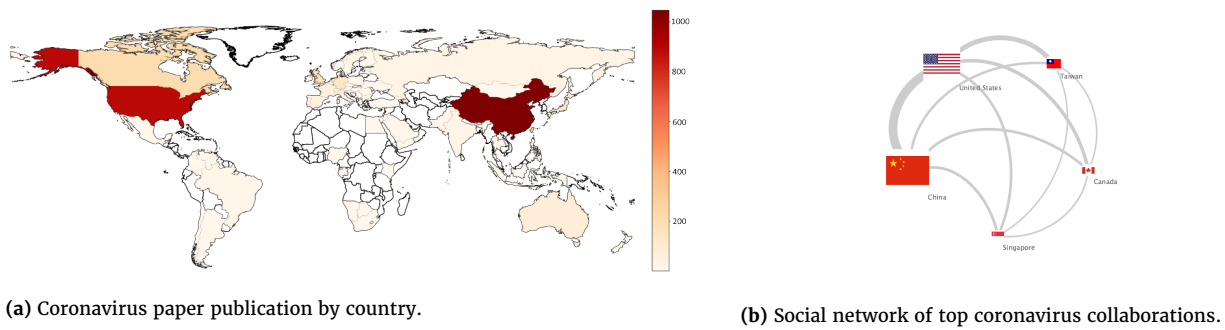 1000
800
600
400
200
United States
Taiwan
China
Canada
Singapore
(a) Coronavirus paper publication by country.
(b) Social network of top coronavirus collaborations.